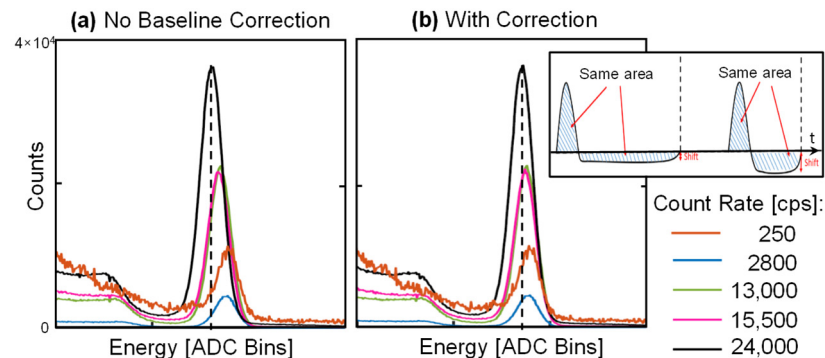 (a) No Baseline Correction
(b) With Correction
4×10⁴
Counts
0
Energy [ADC Bins]
Energy [ADC Bins]
Same area
Same area
t
Shift
Shift
Count Rate [cps]:
250
2800
13,000
15,500
24,000